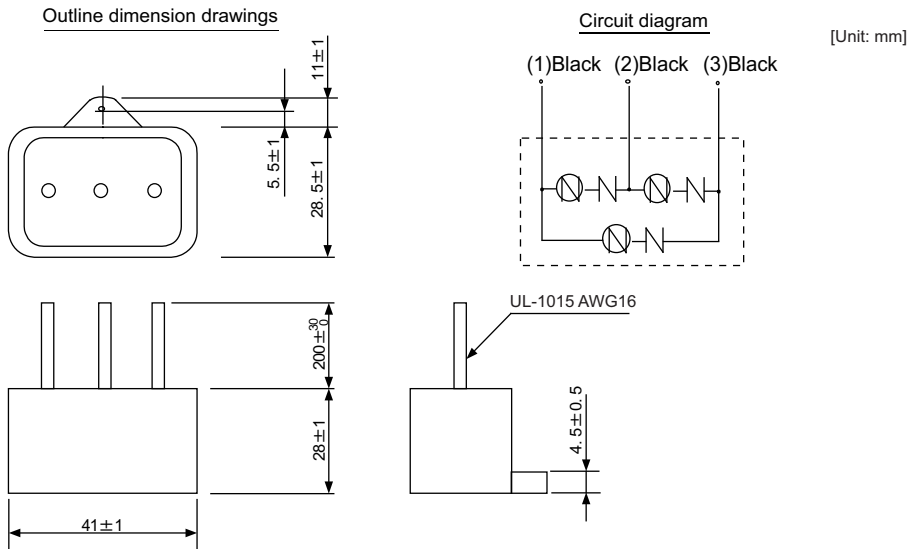 Outline dimension drawings
Circuit diagram
[Unit: mm]
(1)Black (2)Black (3)Black
11±1
5. 5±1
28. 5±1
UL-1015 AWG16
200±30 0
28±1
4. 5±0. 5
41±1